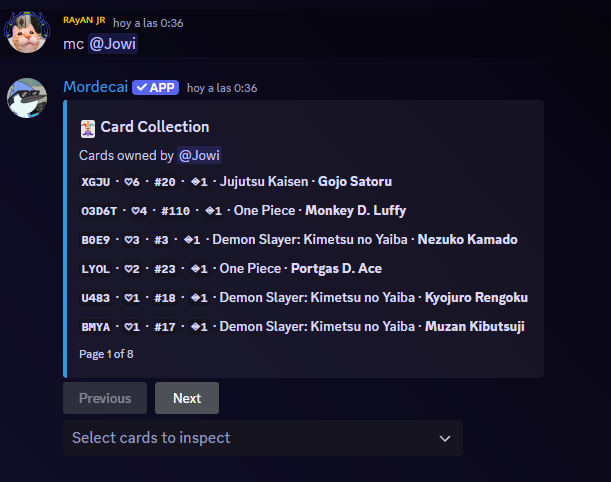 RAyAN JR hoy a las 0:36
mc @Jowi
Mordecai ✓ APP hoy a las 0:36
🃏 Card Collection
Cards owned by @Jowi
XGJU · ♡6 · #20 · ◈1 · Jujutsu Kaisen · Gojo Satoru
O3D6T · ♡4 · #110 · ◈1 · One Piece · Monkey D. Luffy
B0E9 · ♡3 · #3 · ◈1 · Demon Slayer: Kimetsu no Yaiba · Nezuko Kamado
LYOL · ♡2 · #23 · ◈1 · One Piece · Portgas D. Ace
U483 · ♡1 · #18 · ◈1 · Demon Slayer: Kimetsu no Yaiba · Kyojuro Rengoku
BMYA · ♡1 · #17 · ◈1 · Demon Slayer: Kimetsu no Yaiba · Muzan Kibutsuji
Page 1 of 8
Previous Next
Select cards to inspect